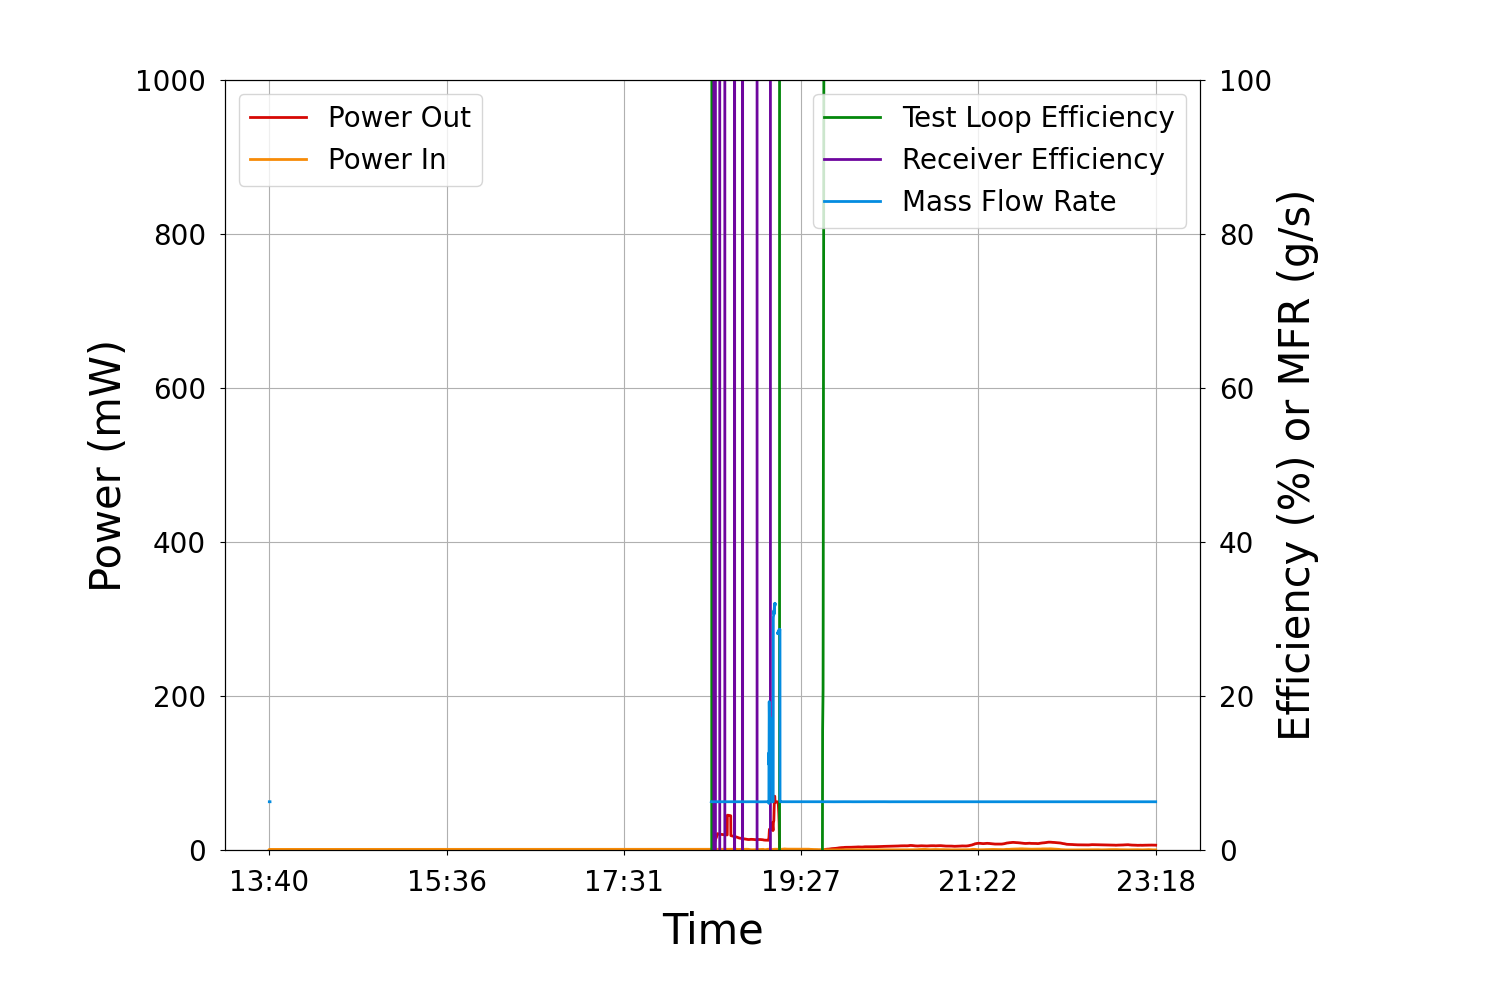 1000
800
600
400
200
0
Power (mW)
Power Out
Power In
Test Loop Efficiency
Receiver Efficiency
Mass Flow Rate
100
80
60
40
20
0
Efficiency (%) or MFR (g/s)
13:40 15:36 17:31 19:27 21:22 23:18
Time